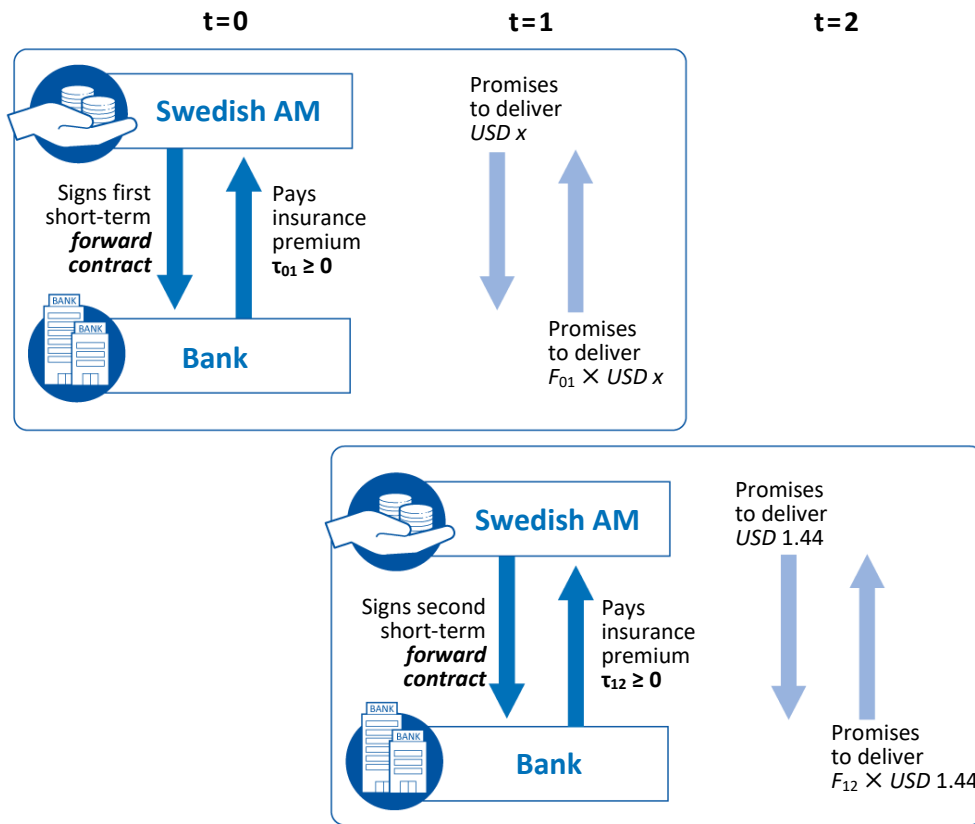 t=0
t=1
t=2
Swedish AM
Promises
to deliver
USD x
Signs first
short-term
forward
contract
Pays
insurance
premium
τ01 ≥ 0
BANK
BANK
Bank
Promises
to deliver
F01 × USD x
Swedish AM
Promises
to deliver
USD 1.44
Signs second
short-term
forward
contract
Pays
insurance
premium
τ12 ≥ 0
BANK
BANK
Bank
Promises
to deliver
F12 × USD 1.44